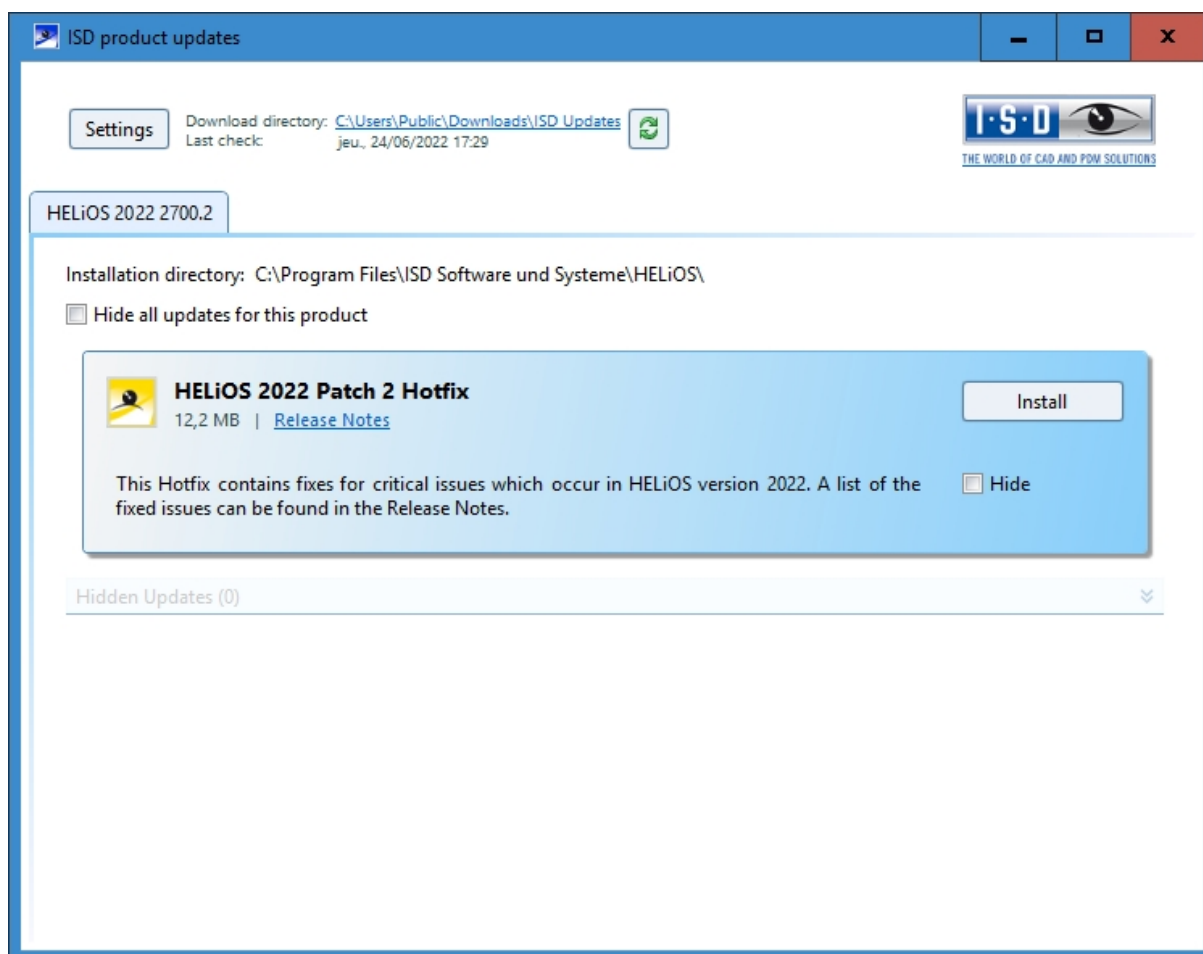 ISD product updates
Settings
Download directory: C:\Users\Public\Downloads\ISD Updates
Last check: jeu., 24/06/2022 17:29
I·S·D
THE WORLD OF CAD AND PDM SOLUTIONS
HELiOS 2022 2700.2
Installation directory: C:\Program Files\ISD Software und Systeme\HELiOS\
Hide all updates for this product
HELiOS 2022 Patch 2 Hotfix
12,2 MB | Release Notes
Install
This Hotfix contains fixes for critical issues which occur in HELiOS version 2022. A list of the
fixed issues can be found in the Release Notes.
Hide
Hidden Updates (0)